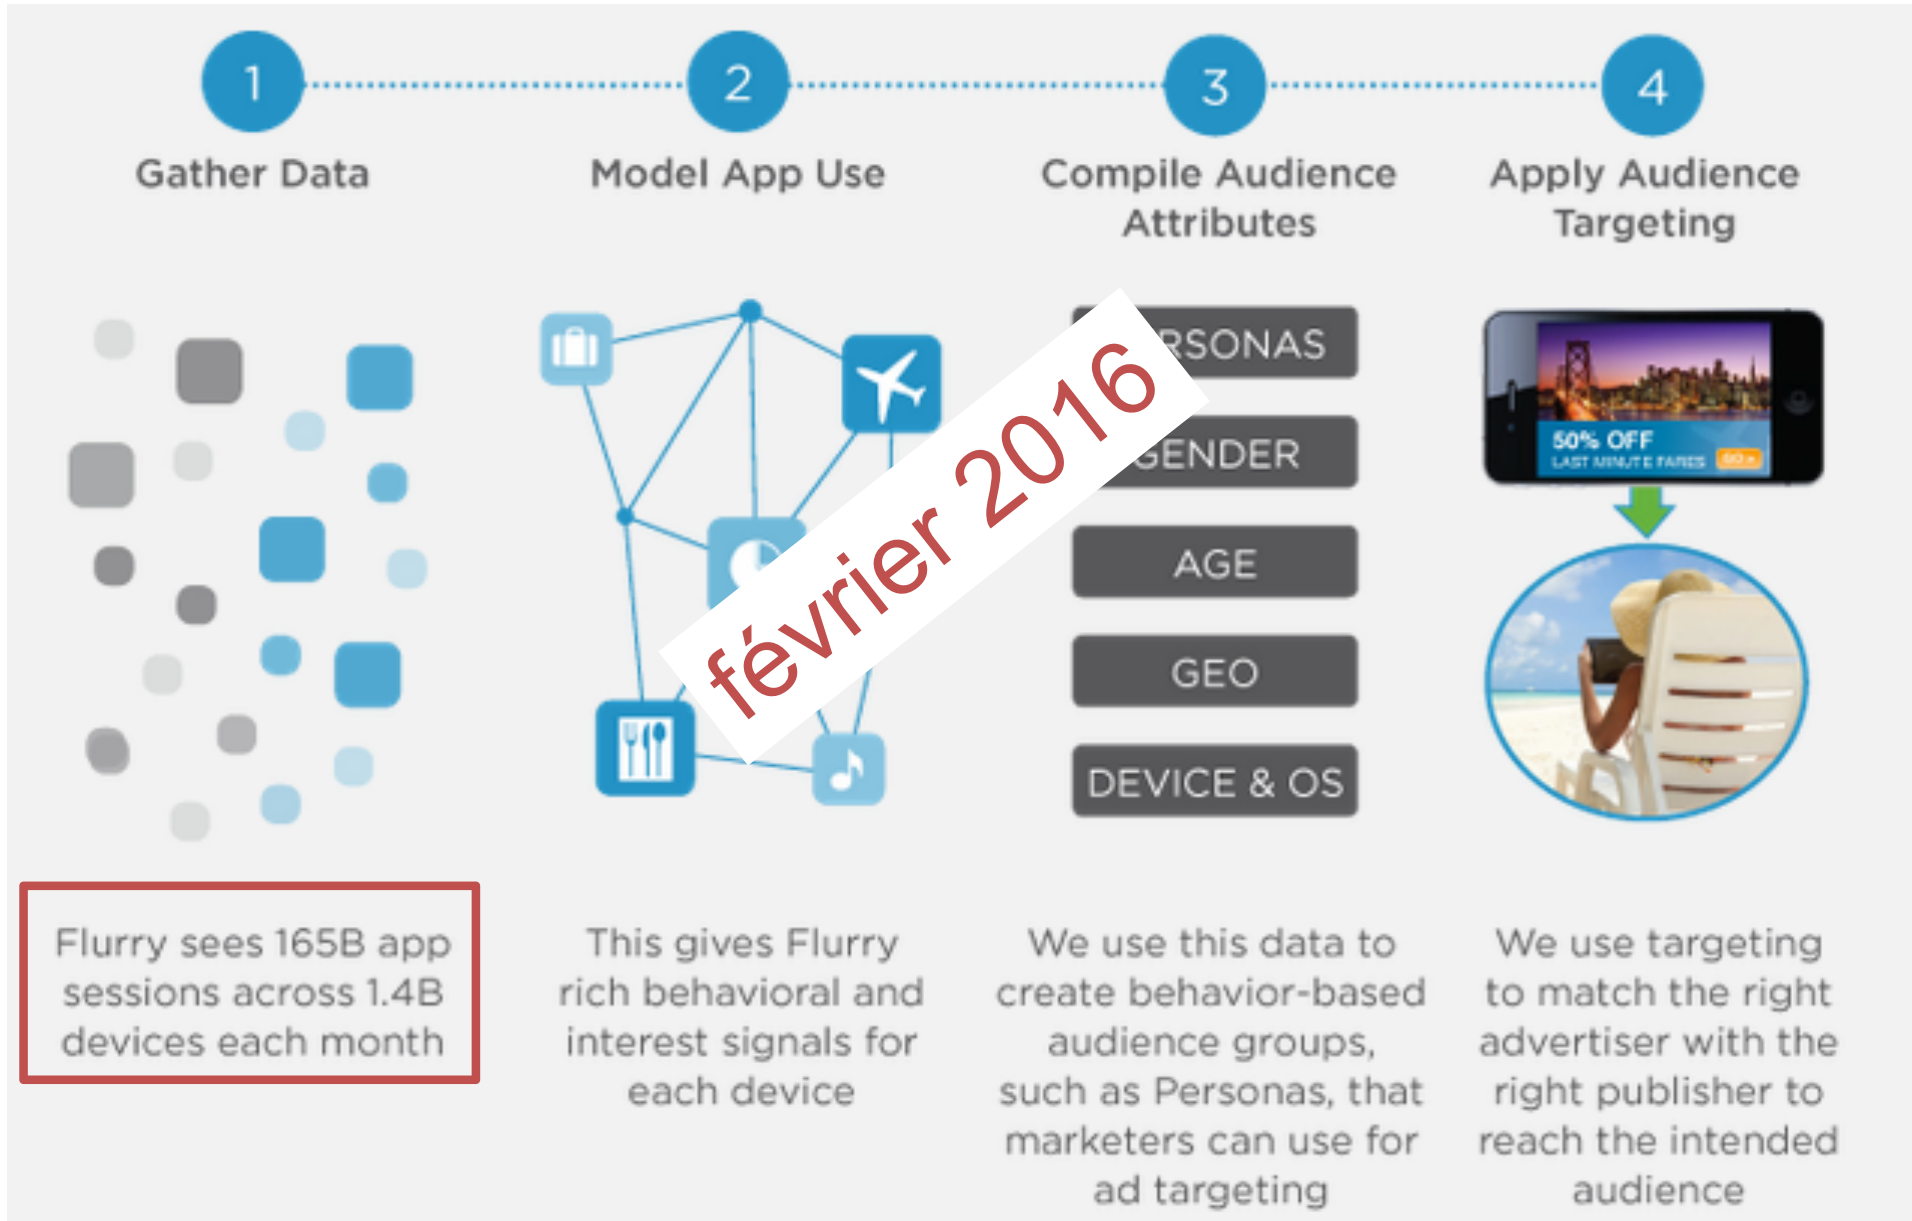 1
Gather Data
Flurry sees 165B app
sessions across 1.4B
devices each month
2
Model App Use
This gives Flurry
rich behavioral and
interest signals for
each device
3
Compile Audience
Attributes
RSONAS
GENDER
AGE
GEO
DEVICE & OS
We use this data to
create behavior-based
audience groups,
such as Personas, that
marketers can use for
ad targeting
4
Apply Audience
Targeting
50% OFF
LAST MINUTE FARES
GO
We use targeting
to match the right
advertiser with the
right publisher to
reach the intended
audience
février 2016